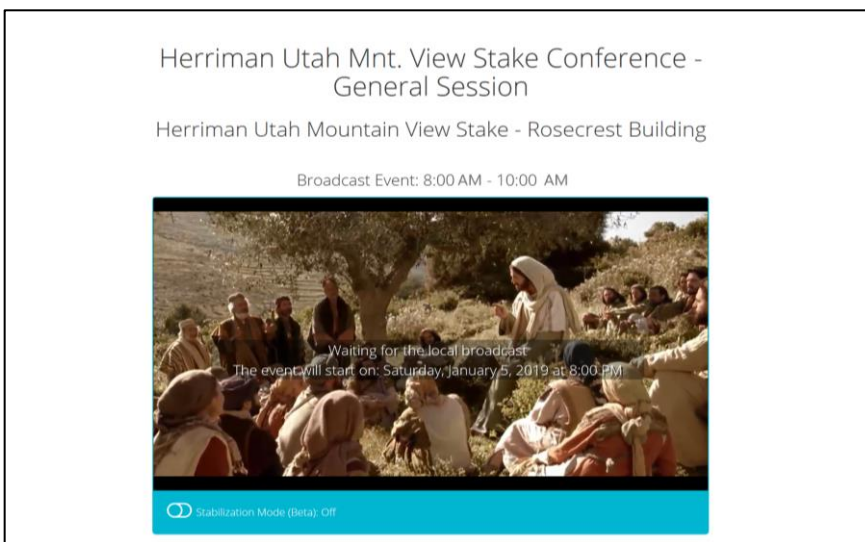 Herriman Utah Mnt. View Stake Conference -
General Session
Herriman Utah Mountain View Stake - Rosecrest Building
Broadcast Event: 8:00 AM - 10:00 AM
Waiting for the local broadcast
The event will start on: Saturday, January 5, 2019 at 8:00 PM
Stabilization Mode (Beta): Off